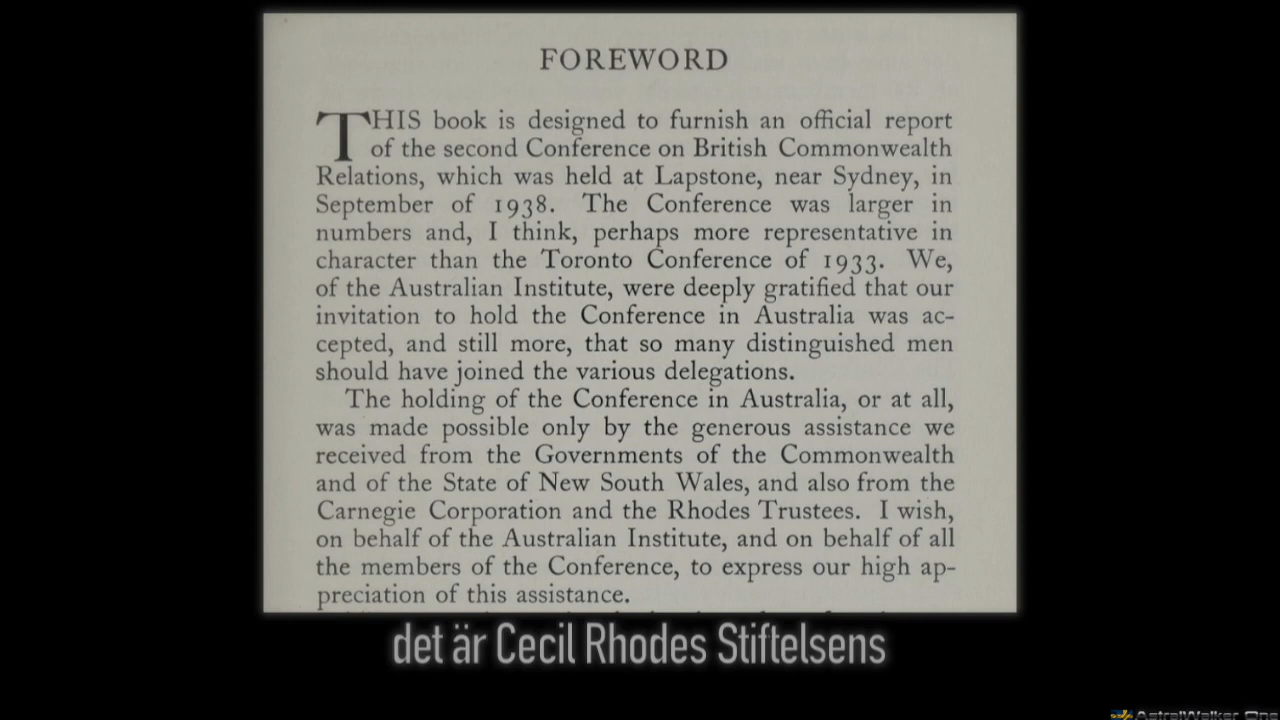 FOREWORD
THIS book is designed to furnish an official report
of the second Conference on British Commonwealth
Relations, which was held at Lapstone, near Sydney, in
September of 1938. The Conference was larger in
numbers and, I think, perhaps more representative in
character than the Toronto Conference of 1933. We,
of the Australian Institute, were deeply gratified that our
invitation to hold the Conference in Australia was ac-
cepted, and still more, that so many distinguished men
should have joined the various delegations.
The holding of the Conference in Australia, or at all,
was made possible only by the generous assistance we
received from the Governments of the Commonwealth
and of the State of New South Wales, and also from the
Carnegie Corporation and the Rhodes Trustees. I wish,
on behalf of the Australian Institute, and on behalf of all
the members of the Conference, to express our high ap-
preciation of this assistance.
det är Cecil Rhodes Stiftelsens